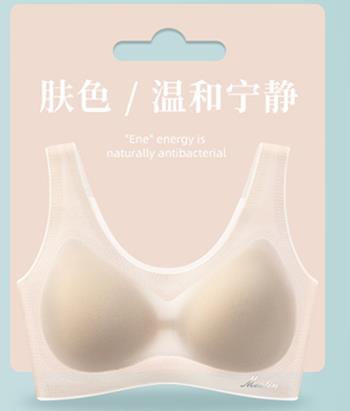 肤色 / 温和宁静
"Ene" energy is
naturally antibacterial